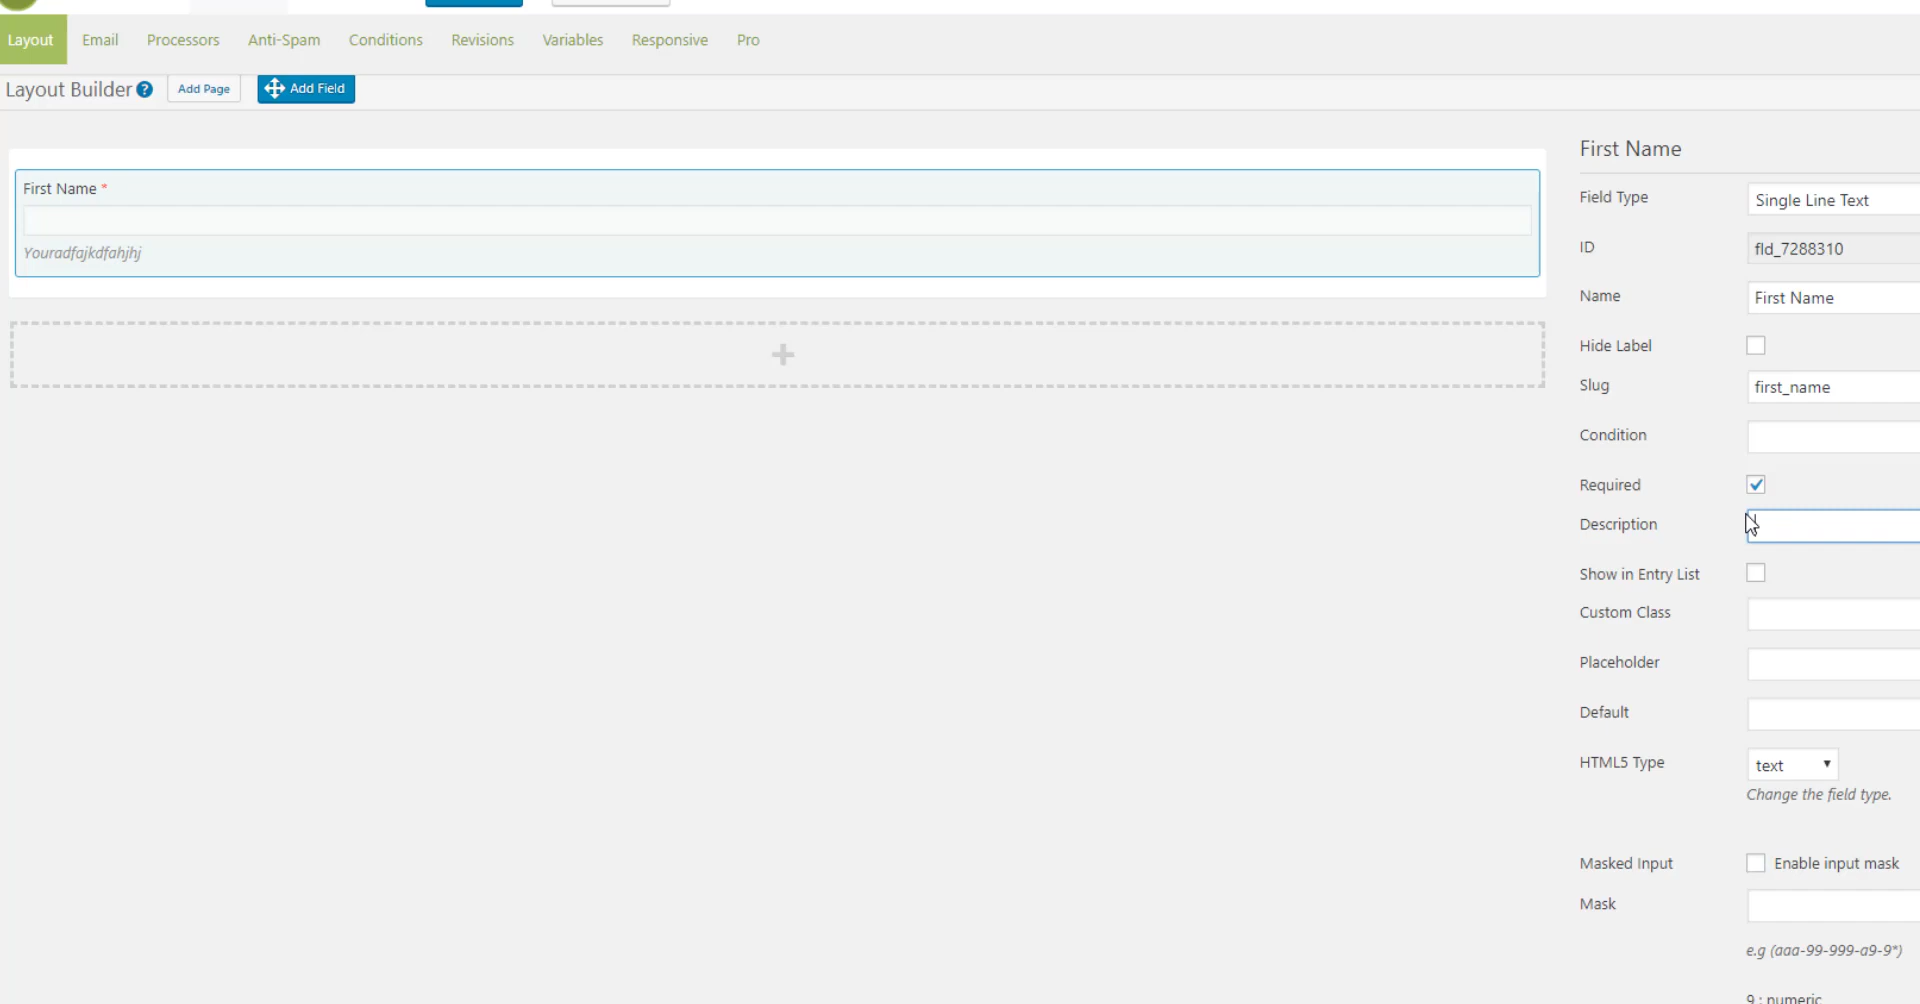 Layout Email Processors Anti-Spam Conditions Revisions Variables Responsive Pro
Layout Builder ? Add Page Add Field
First Name *
Youradfajkdfahjhj
First Name
Field Type Single Line Text
ID fld_7288310
Name First Name
Hide Label
Slug first_name
Condition
Required
Description
Show in Entry List
Custom Class
Placeholder
Default
HTML5 Type text
Change the field type.
Masked Input Enable input mask
Mask
e.g (aaa-99-999-a9-9*)
9 : numeric